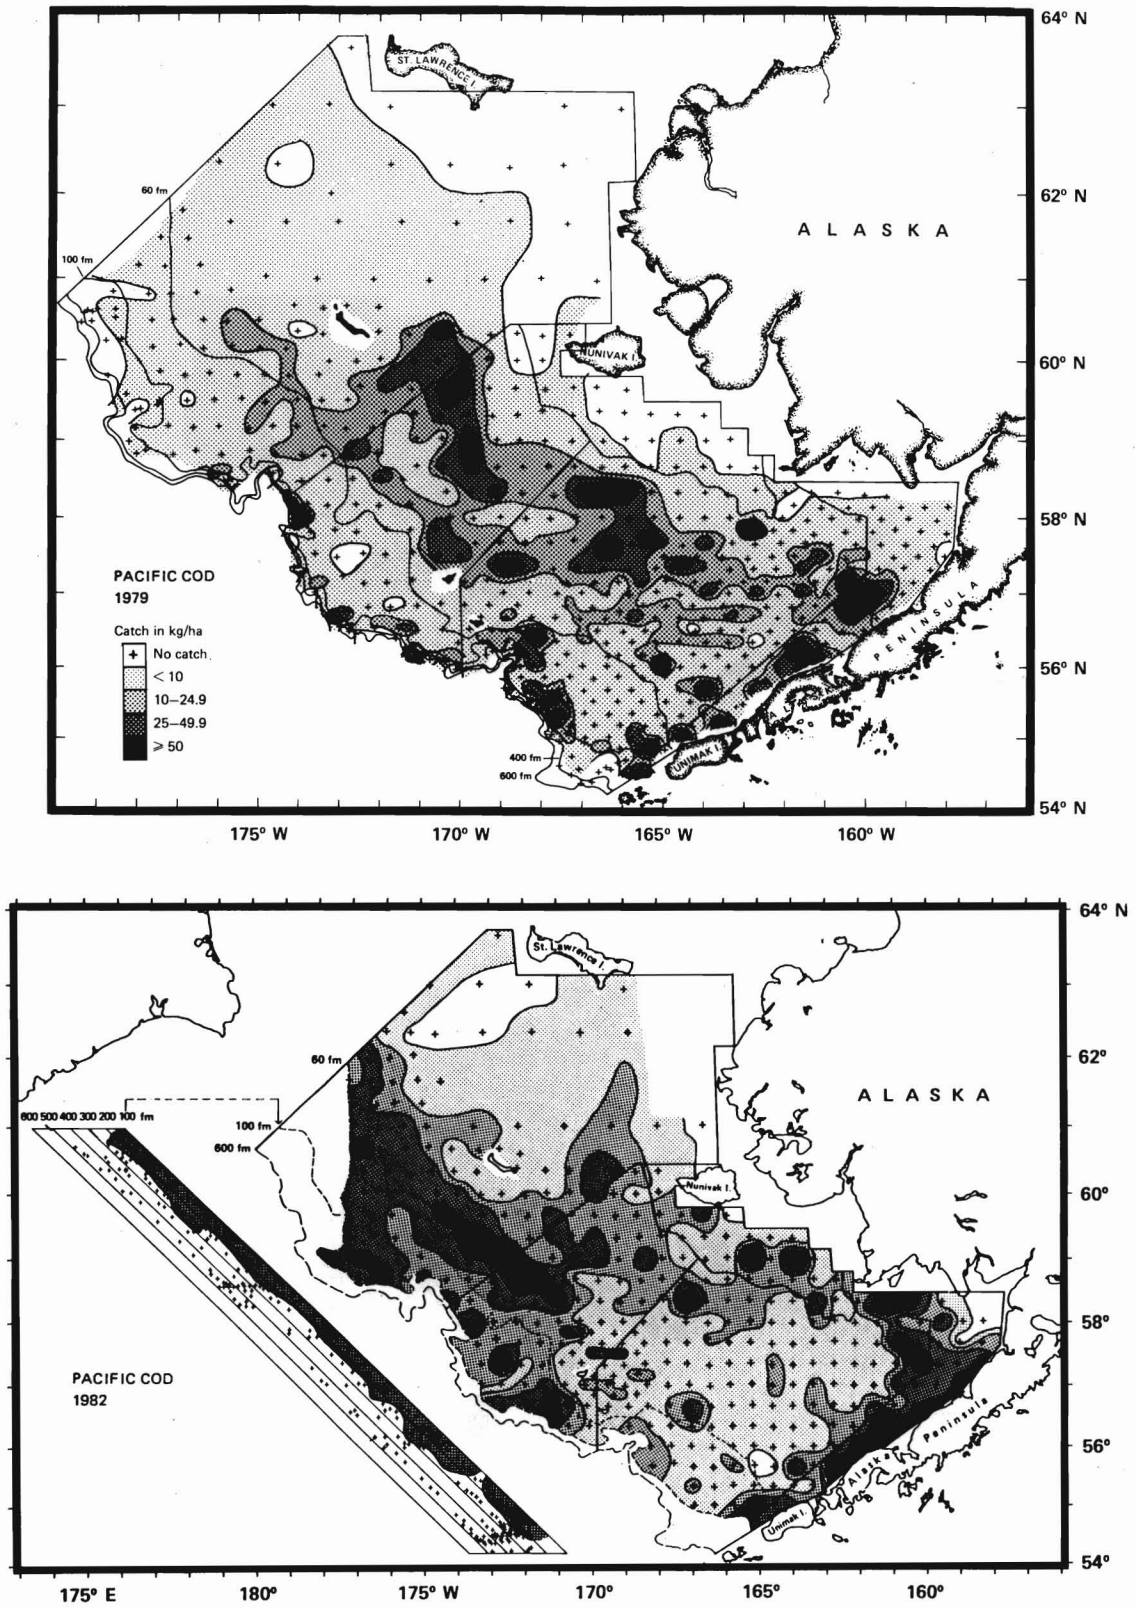 64° N
ST. LAWRENCE I.
62° N
60 fm
ALASKA
100 fm
60° N
NUNIVAK I.
58° N
PACIFIC COD
1979
PENINSULA
Catch in kg/ha
+ No catch
< 10
56° N
10–24.9
25–49.9
≥ 50
UNIMAK I.
400 fm
600 fm
54° N
175° W 170° W 165° W 160° W
64° N
St. Lawrence I.
60 fm
62°
ALASKA
600 500 400 300 200 100 fm
100 fm
600 fm
Nunivak I.
60°
58°
PACIFIC COD
1982
Alaska Peninsula
56°
Unimak I.
54°
175° E 180° 175° W 170° 165° 160°